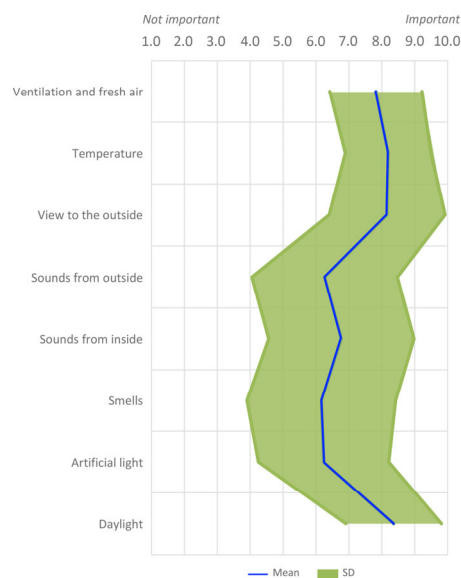 Not important Important
1.0 2.0 3.0 4.0 5.0 6.0 7.0 8.0 9.0 10.0
Ventilation and fresh air
Temperature
View to the outside
Sounds from outside
Sounds from inside
Smells
Artificial light
Daylight
Mean SD